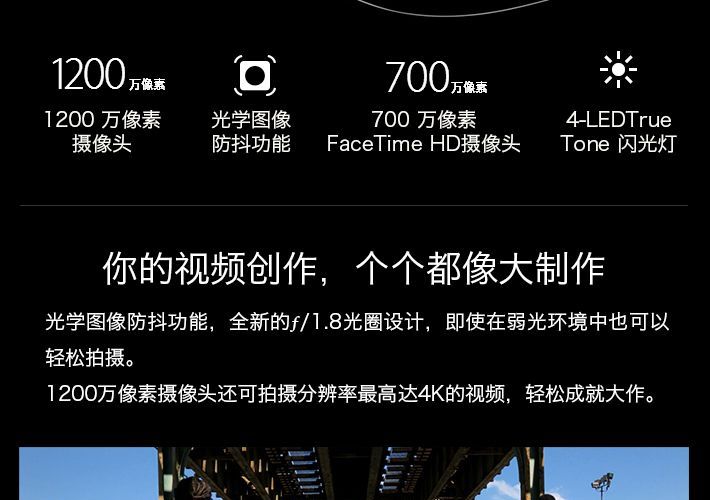 1200万像素
1200 万像素
摄像头
光学图像
防抖功能
700万像素
700 万像素
FaceTime HD摄像头
4-LEDTrue
Tone 闪光灯
你的视频创作，个个都像大制作
光学图像防抖功能，全新的ƒ/1.8光圈设计，即使在弱光环境中也可以
轻松拍摄。
1200万像素摄像头还可拍摄分辨率最高达4K的视频，轻松成就大作。